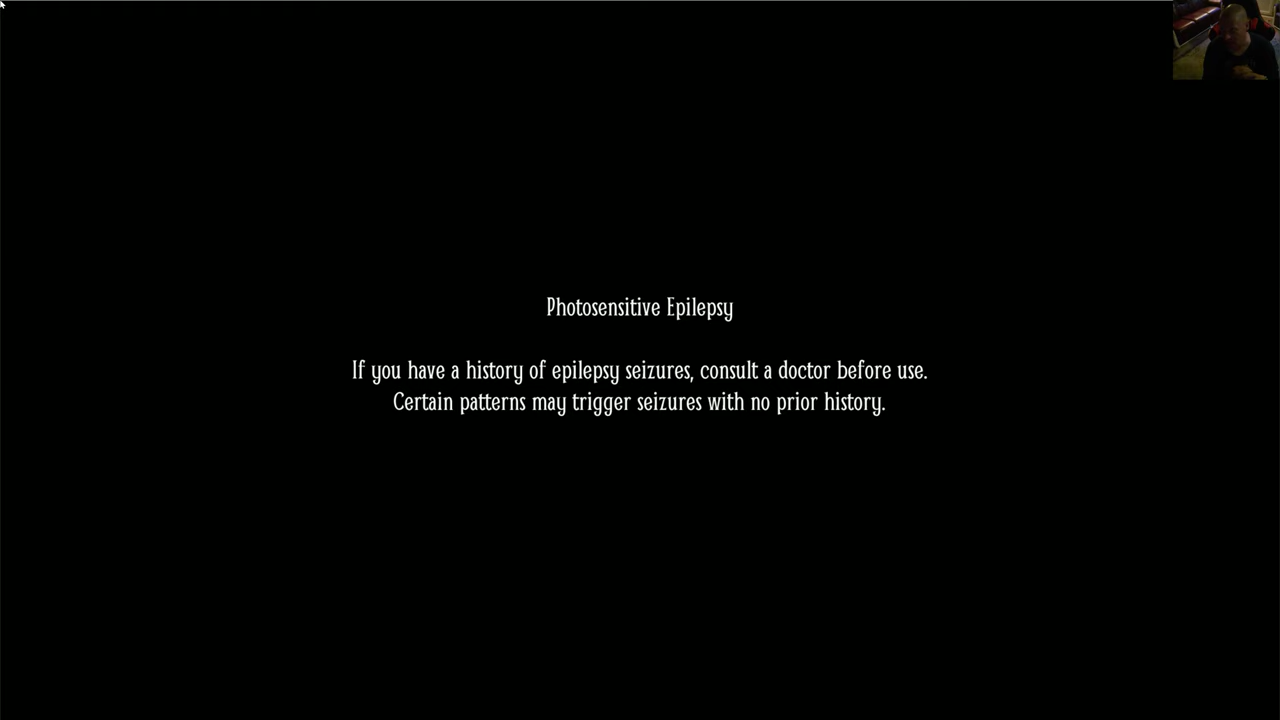 Photosensitive Epilepsy
If you have a history of epilepsy seizures, consult a doctor before use.
Certain patterns may trigger seizures with no prior history.